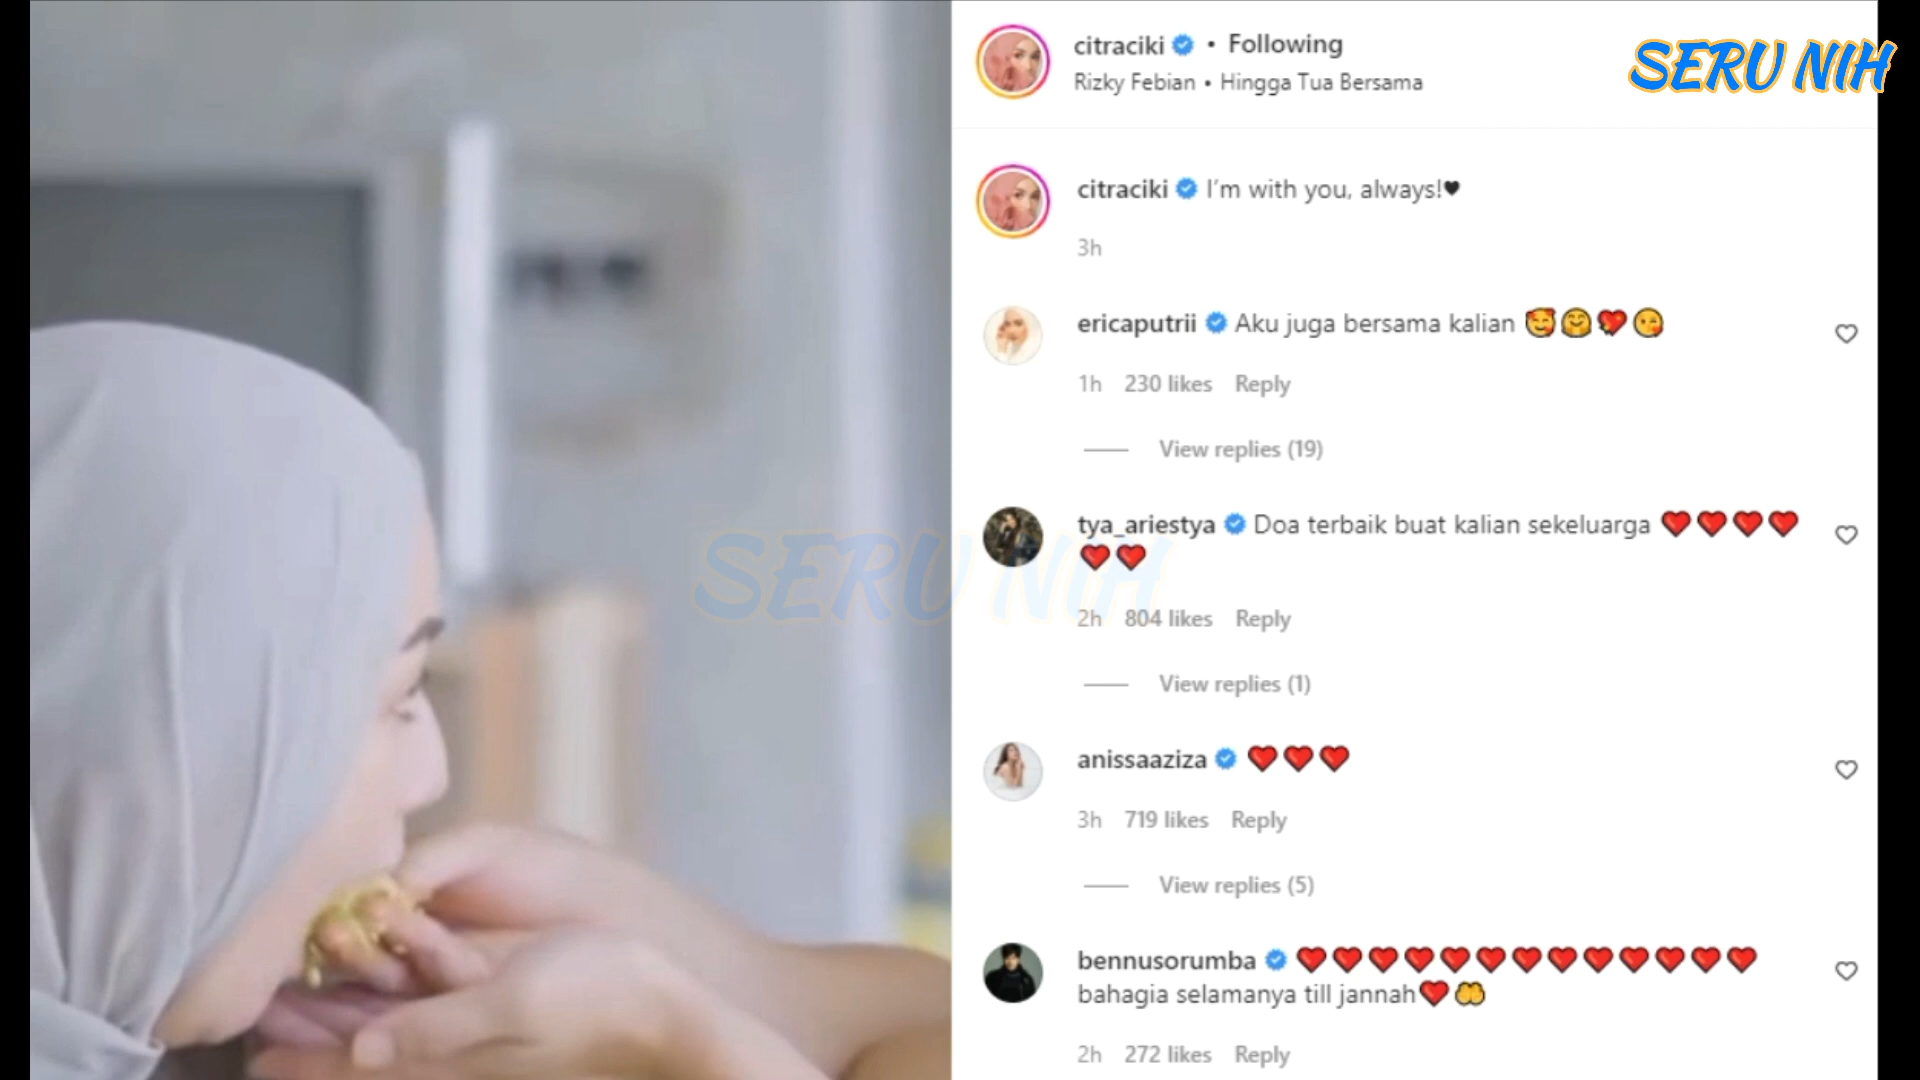 SERU NIH
citraciki • Following
Rizky Febian • Hingga Tua Bersama
citraciki I'm with you, always!♥
3h
ericaputrii Aku juga bersama kalian 🥰🤗💖😘
1h 230 likes Reply
View replies (19)
tya_ariestya Doa terbaik buat kalian sekeluarga ❤️❤️❤️❤️
❤️❤️
SERU NIH
2h 804 likes Reply
View replies (1)
anissaaziza ❤️❤️❤️
3h 719 likes Reply
View replies (5)
bennusorumba ❤️❤️❤️❤️❤️❤️❤️❤️❤️❤️❤️❤️❤️
bahagia selamanya till jannah❤️🤲
2h 272 likes Reply